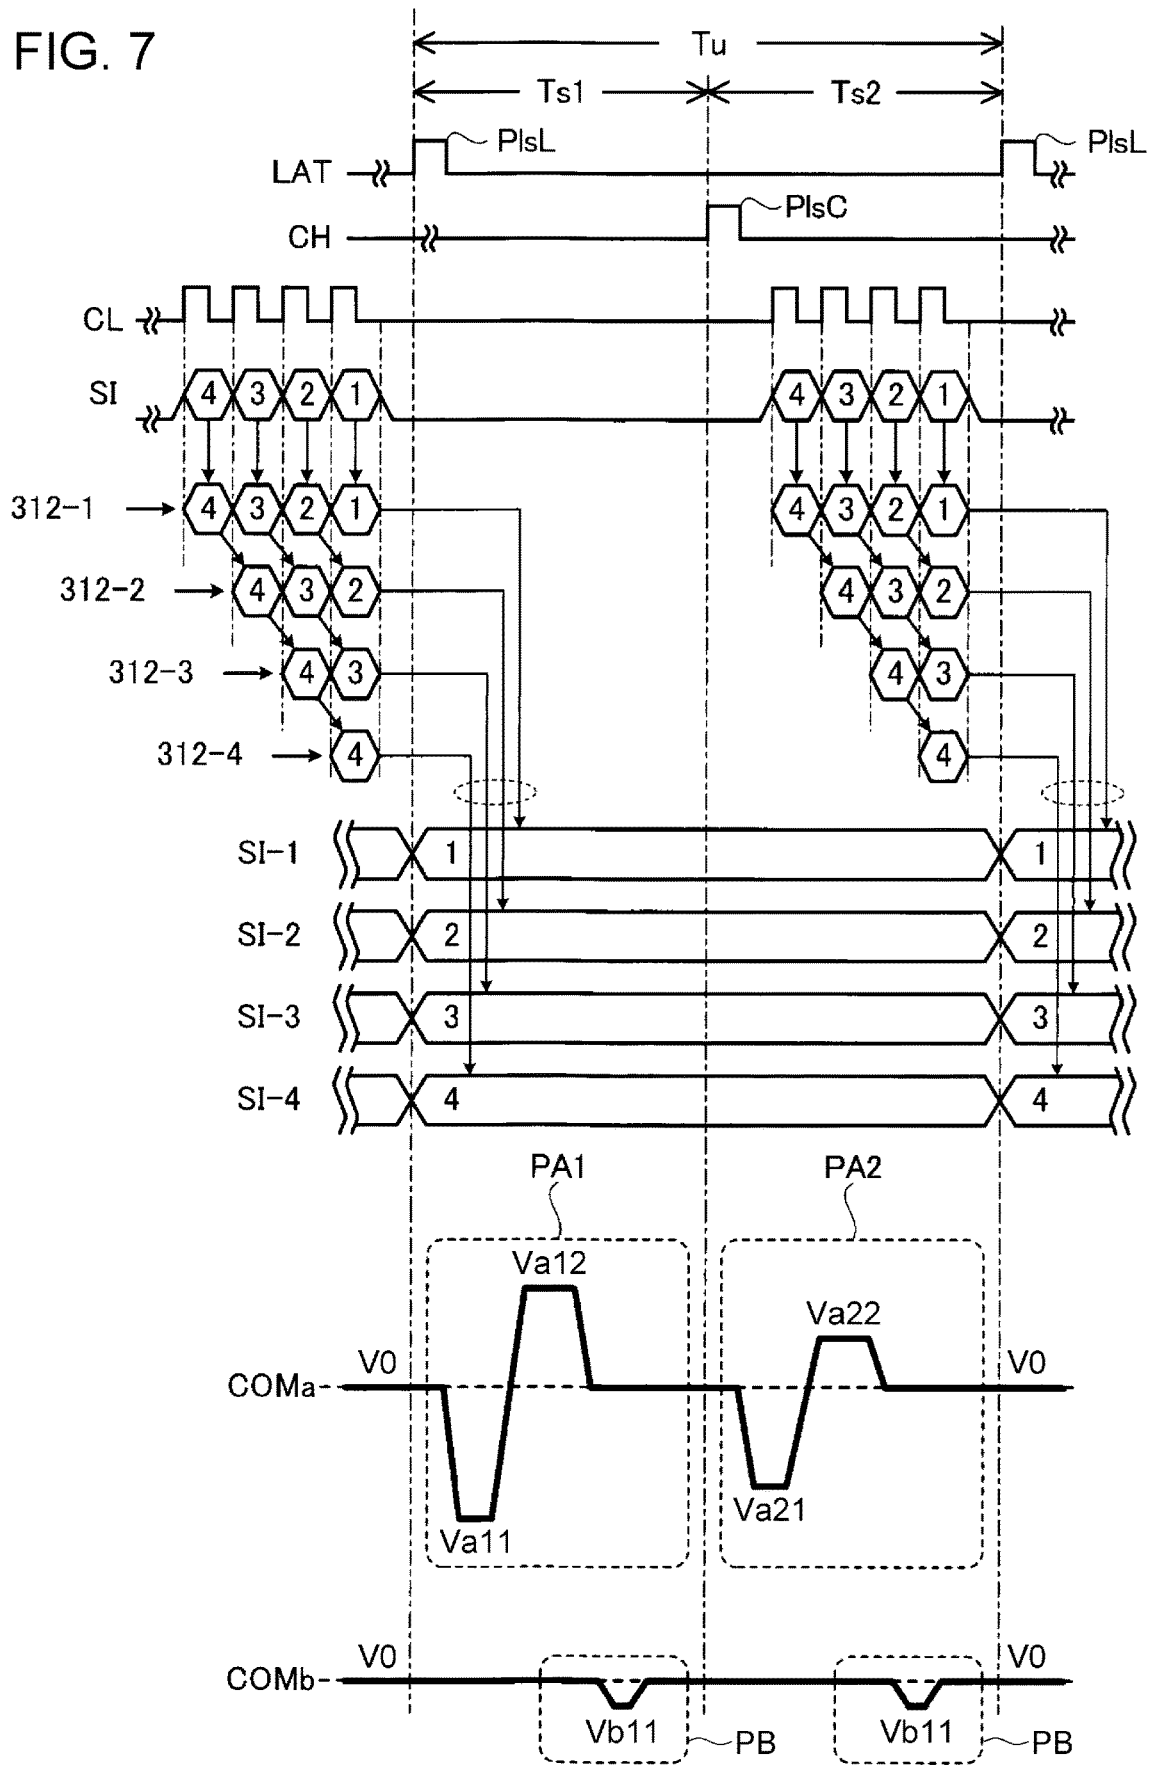 FIG. 7
Tu
Ts1 Ts2
LAT PlsL PlsL
CH PlsC
CL
SI 4 3 2 1 4 3 2 1
312-1 4 3 2 1 4 3 2 1
312-2 4 3 2 4 3 2
312-3 4 3 4 3
312-4 4 4
SI-1 1 1
SI-2 2 2
SI-3 3 3
SI-4 4 4
PA1 PA2
Va12
Va22
V0 V0
COMa
Va21
Va11
V0 V0
COMb
Vb11 PB Vb11 PB